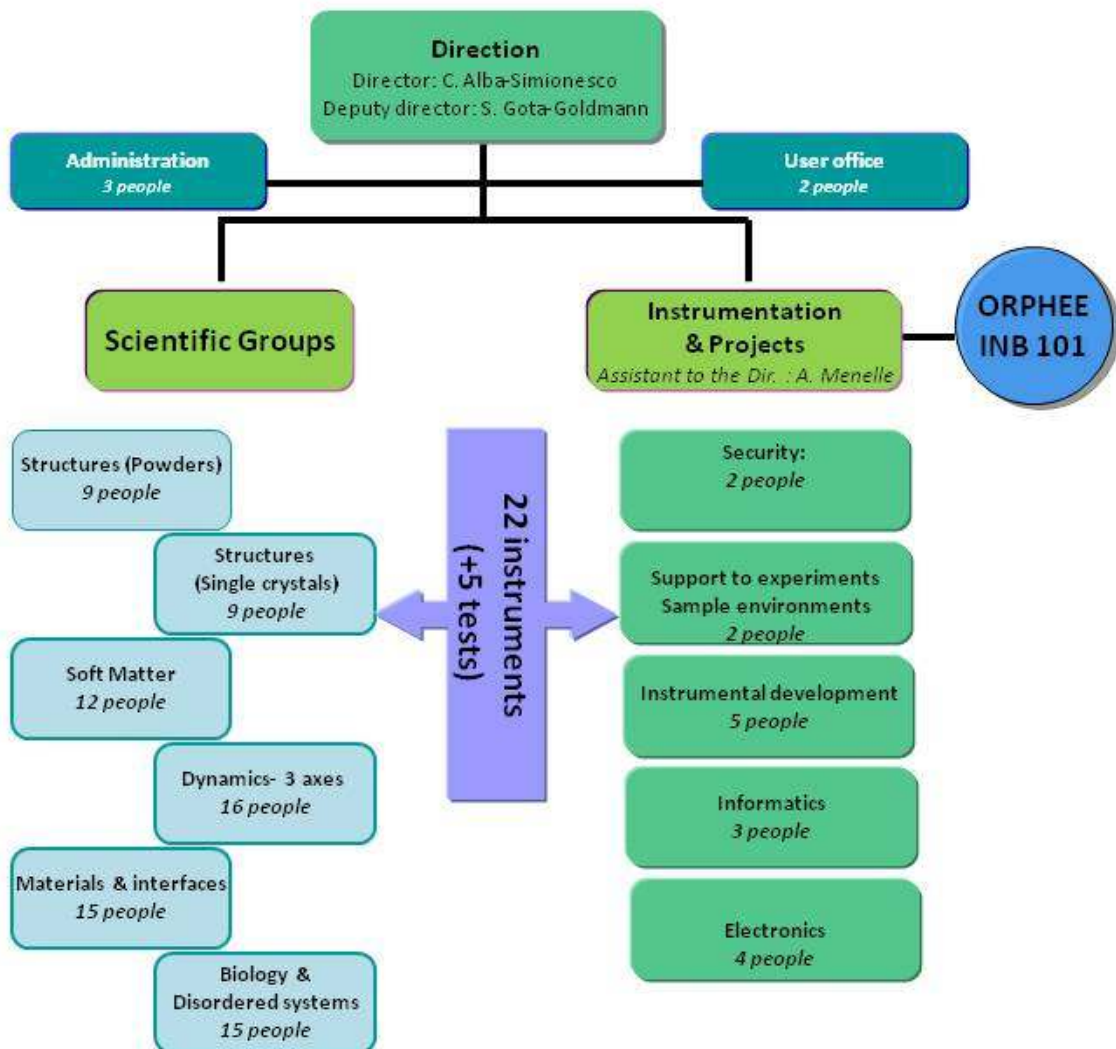 Direction
Director: C. Alba-Simionesco
Deputy director: S. Gota-Goldmann
Administration
3 people
User office
2 people
Scientific Groups
Instrumentation
& Projects
Assistant to the Dir. : A. Menelle
ORPHEE
INB 101
Structures (Powders)
9 people
Structures
(Single crystals)
9 people
Soft Matter
12 people
Dynamics- 3 axes
16 people
Materials & interfaces
15 people
Biology &
Disordered systems
15 people
22 instruments
(+5 tests)
Security:
2 people
Support to experiments
Sample environments
2 people
Instrumental development
5 people
Informatics
3 people
Electronics
4 people